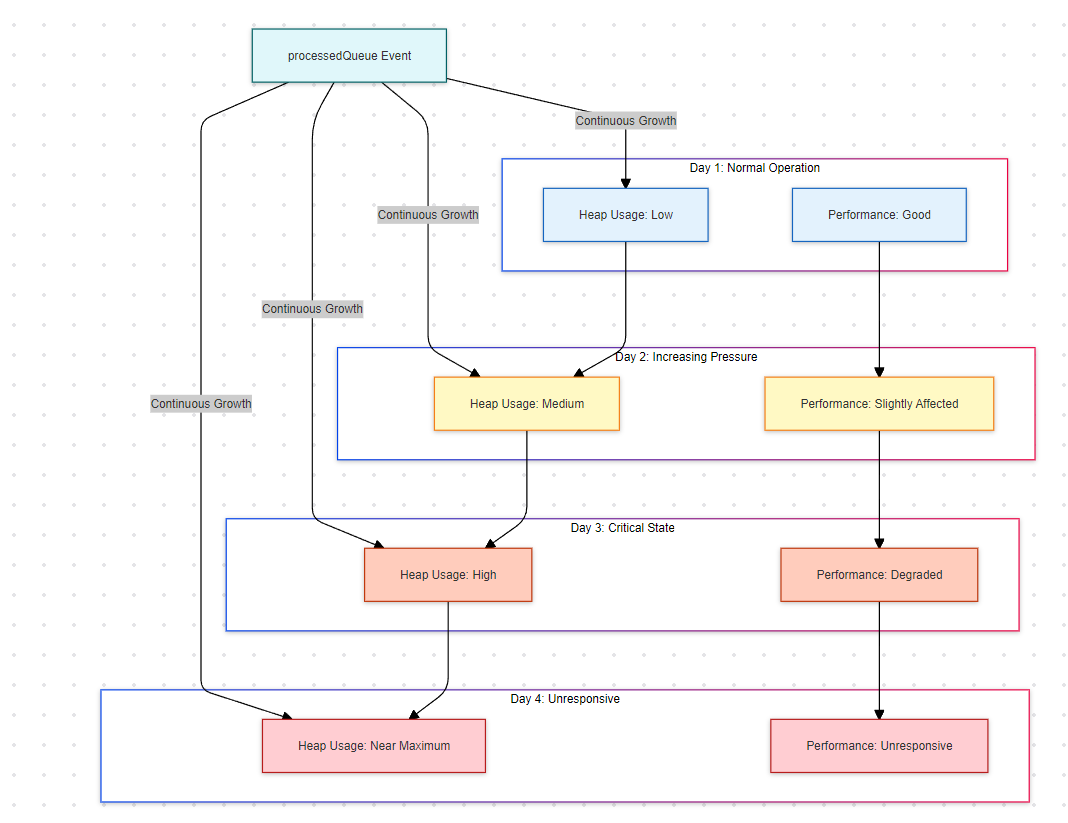 processedQueue Event
Continuous Growth
Day 1: Normal Operation
Heap Usage: Low
Performance: Good
Continuous Growth
Continuous Growth
Day 2: Increasing Pressure
Heap Usage: Medium
Performance: Slightly Affected
Continuous Growth
Day 3: Critical State
Heap Usage: High
Performance: Degraded
Day 4: Unresponsive
Heap Usage: Near Maximum
Performance: Unresponsive